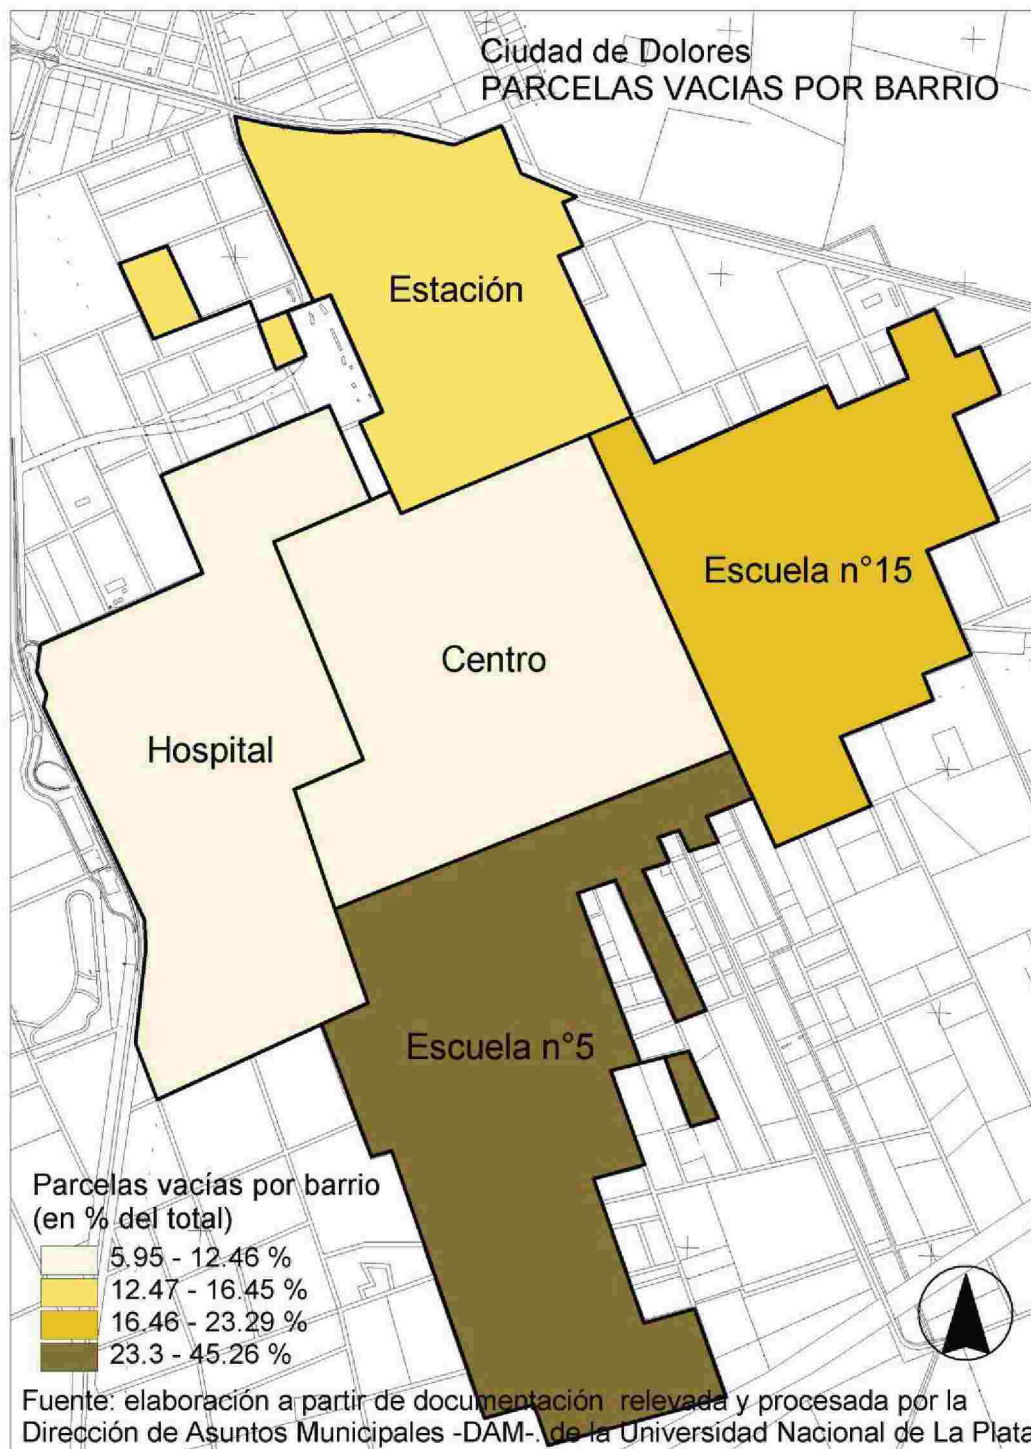 Ciudad de Dolores
PARCELAS VACIAS POR BARRIO
Estación
Escuela n°15
Centro
Hospital
Escuela n°5
Parcelas vacías por barrio
(en % del total)
5.95 - 12.46 %
12.47 - 16.45 %
16.46 - 23.29 %
23.3 - 45.26 %
Fuente: elaboración a partir de documentación relevada y procesada por la
Dirección de Asuntos Municipales -DAM-. de la Universidad Nacional de La Plata